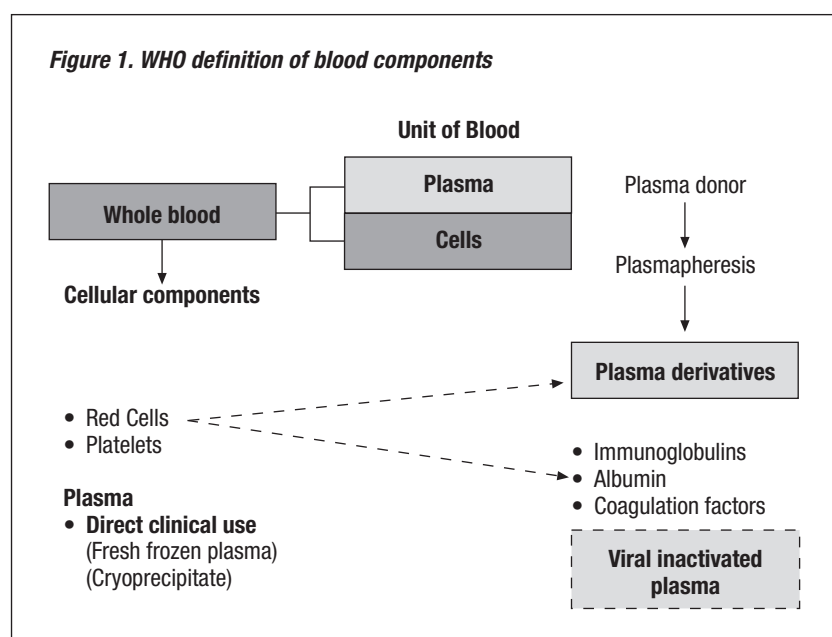 Figure 1. WHO definition of blood components
Unit of Blood
Whole blood
Plasma
Cells
Cellular components
Plasma donor
Plasmapheresis
Plasma derivatives
• Red Cells
• Platelets
• Immunoglobulins
• Albumin
• Coagulation factors
Plasma
• Direct clinical use
(Fresh frozen plasma)
(Cryoprecipitate)
Viral inactivated
plasma